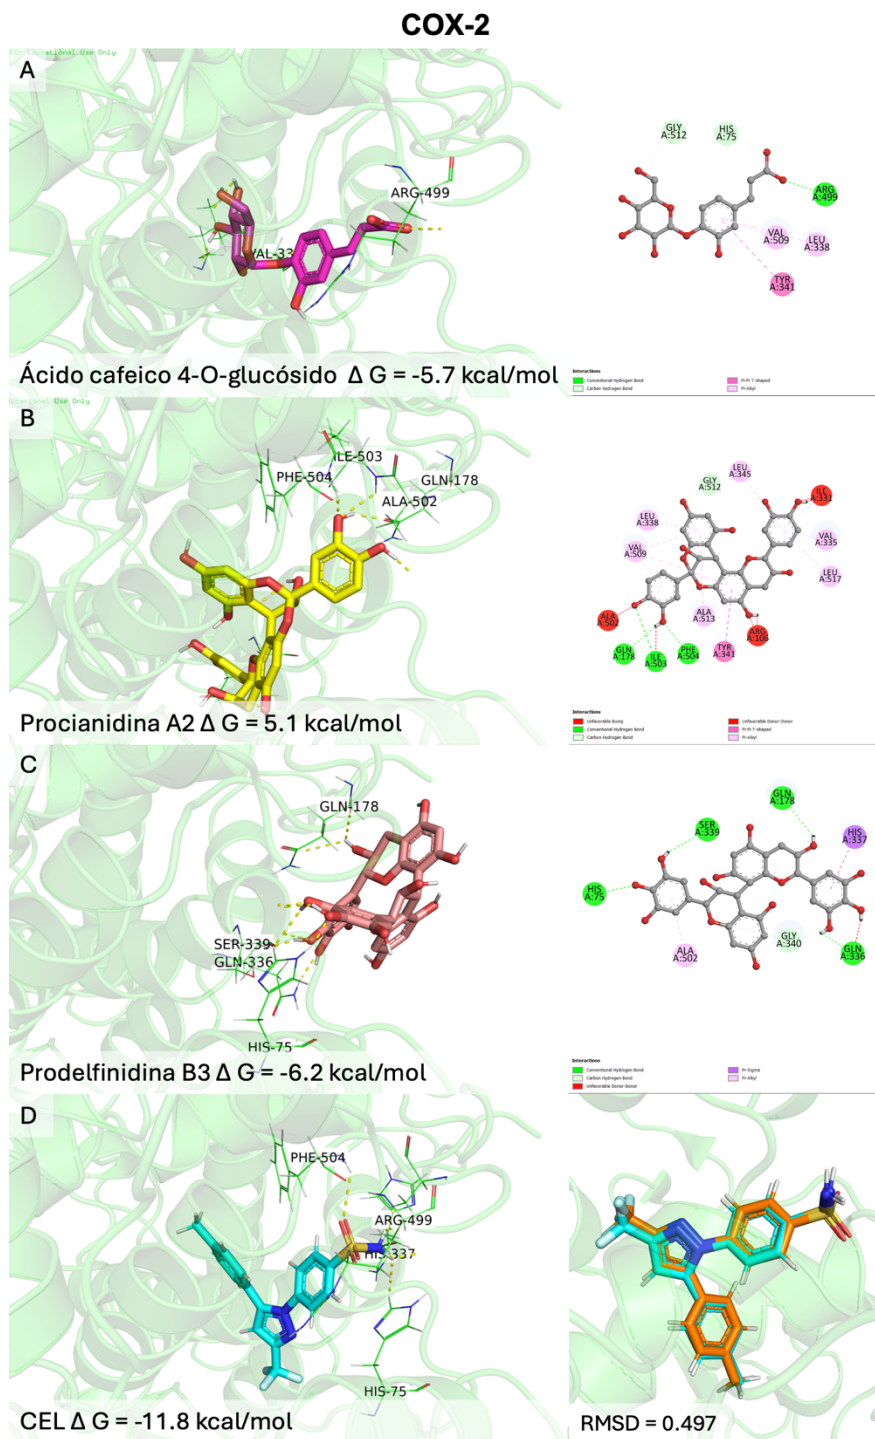 COX-2
For Educational Use Only
A
ARG-499
VAL-33
GLY
A:512
HIS
A:75
ARG
A:499
VAL
A:509
LEU
A:338
TYR
A:341
Ácido cafeico 4-O-glucósido Δ G = -5.7 kcal/mol
Interactions
Conventional Hydrogen Bond
Carbon Hydrogen Bond
Pi-Pi T-shaped
Pi-Alkyl
B
ILE-503
PHE-504
GLN-178
ALA-502
LEU
A:345
GLY
A:512
ILE
A:331
LEU
A:338
VAL
A:335
VAL
A:509
LEU
A:517
ALA
A:502
ALA
A:513
ARG
A:106
GLN
A:178
ILE
A:503
PHE
A:504
TYR
A:341
Procianidina A2 Δ G = 5.1 kcal/mol
Interactions
Unfavorable Bump
Conventional Hydrogen Bond
Carbon Hydrogen Bond
Unfavorable Donor-Donor
Pi-Pi T-shaped
Pi-Alkyl
C
GLN-178
SER-339
GLN-336
HIS-75
GLN
A:178
SER
A:339
HIS
A:337
HIS
A:75
ALA
A:502
GLY
A:340
GLN
A:336
Prodelfinidina B3 Δ G = -6.2 kcal/mol
Interactions
Conventional Hydrogen Bond
Carbon Hydrogen Bond
Unfavorable Donor-Donor
Pi-Sigma
Pi-Alkyl
D
PHE-504
ARG-499
HIS-337
HIS-75
CEL Δ G = -11.8 kcal/mol
RMSD = 0.497